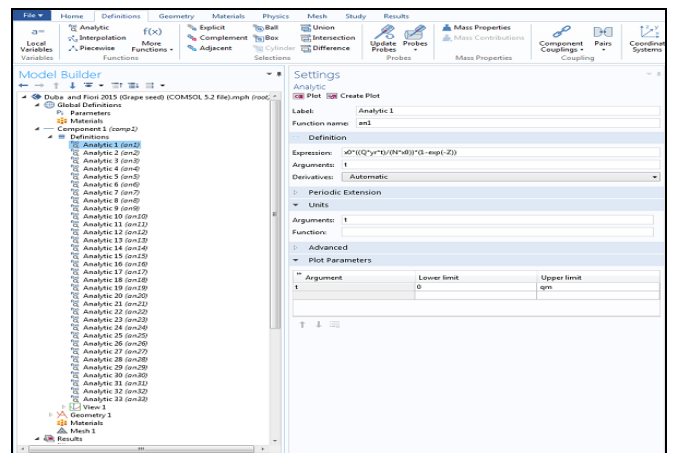 File Home Definitions Geometry Materials Physics Mesh Study Results
a= Local Variables
Variables
Analytic
Interpolation
Piecewise
f(x) More Functions
Functions
Explicit
Complement
Adjacent
Ball
Box
Cylinder
Union
Intersection
Difference
Selections
Update Probes
Probes
Probes
Mass Properties
Mass Contributions
Mass Properties
Component Couplings
Pairs
Coupling
Coordinat Systems
Model Builder
Duba and Fiori 2015 (Grape seed) (COMSOL 5.2 file).mph (root)
Global Definitions
Pi Parameters
Materials
Component 1 (comp1)
Definitions
Analytic 1 (an1)
Analytic 2 (an2)
Analytic 3 (an3)
Analytic 4 (an4)
Analytic 5 (an5)
Analytic 6 (an6)
Analytic 7 (an7)
Analytic 8 (an8)
Analytic 9 (an9)
Analytic 10 (an10)
Analytic 11 (an11)
Analytic 12 (an12)
Analytic 13 (an13)
Analytic 14 (an14)
Analytic 15 (an15)
Analytic 16 (an16)
Analytic 17 (an17)
Analytic 18 (an18)
Analytic 19 (an19)
Analytic 20 (an20)
Analytic 21 (an21)
Analytic 22 (an22)
Analytic 23 (an23)
Analytic 24 (an24)
Analytic 25 (an25)
Analytic 26 (an26)
Analytic 27 (an27)
Analytic 28 (an28)
Analytic 29 (an29)
Analytic 30 (an30)
Analytic 31 (an31)
Analytic 32 (an32)
Analytic 33 (an33)
View 1
Geometry 1
Materials
Mesh 1
Results
Settings
Analytic
Plot Create Plot
Label: Analytic 1
Function name: an1
Definition
Expression: x0*((Q*yr*t)/(N*x0))*(1-exp(-Z))
Arguments: t
Derivatives: Automatic
Periodic Extension
Units
Arguments: 1
Function:
Advanced
Plot Parameters
Argument Lower limit Upper limit
t 0 qm